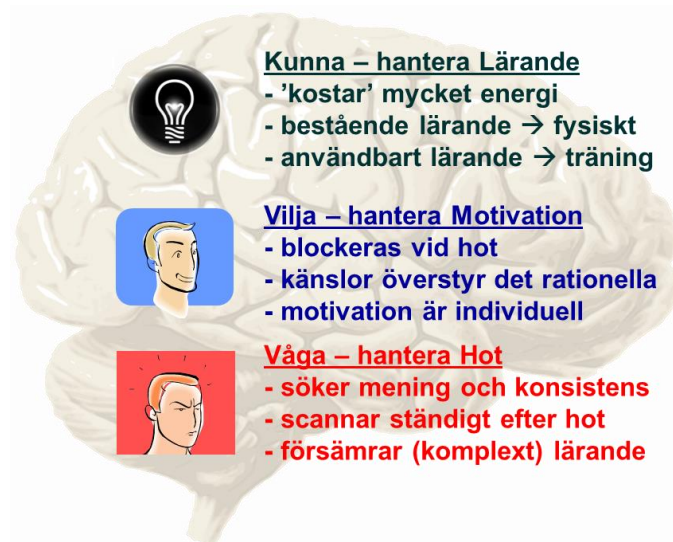 Kunna – hantera Lärande
- ’kostar’ mycket energi
- bestående lärande → fysiskt
- användbart lärande → träning
Vilja – hantera Motivation
- blockeras vid hot
- känslor överstyr det rationella
- motivation är individuell
Våga – hantera Hot
- söker mening och konsistens
- scannar ständigt efter hot
- försämrar (komplext) lärande